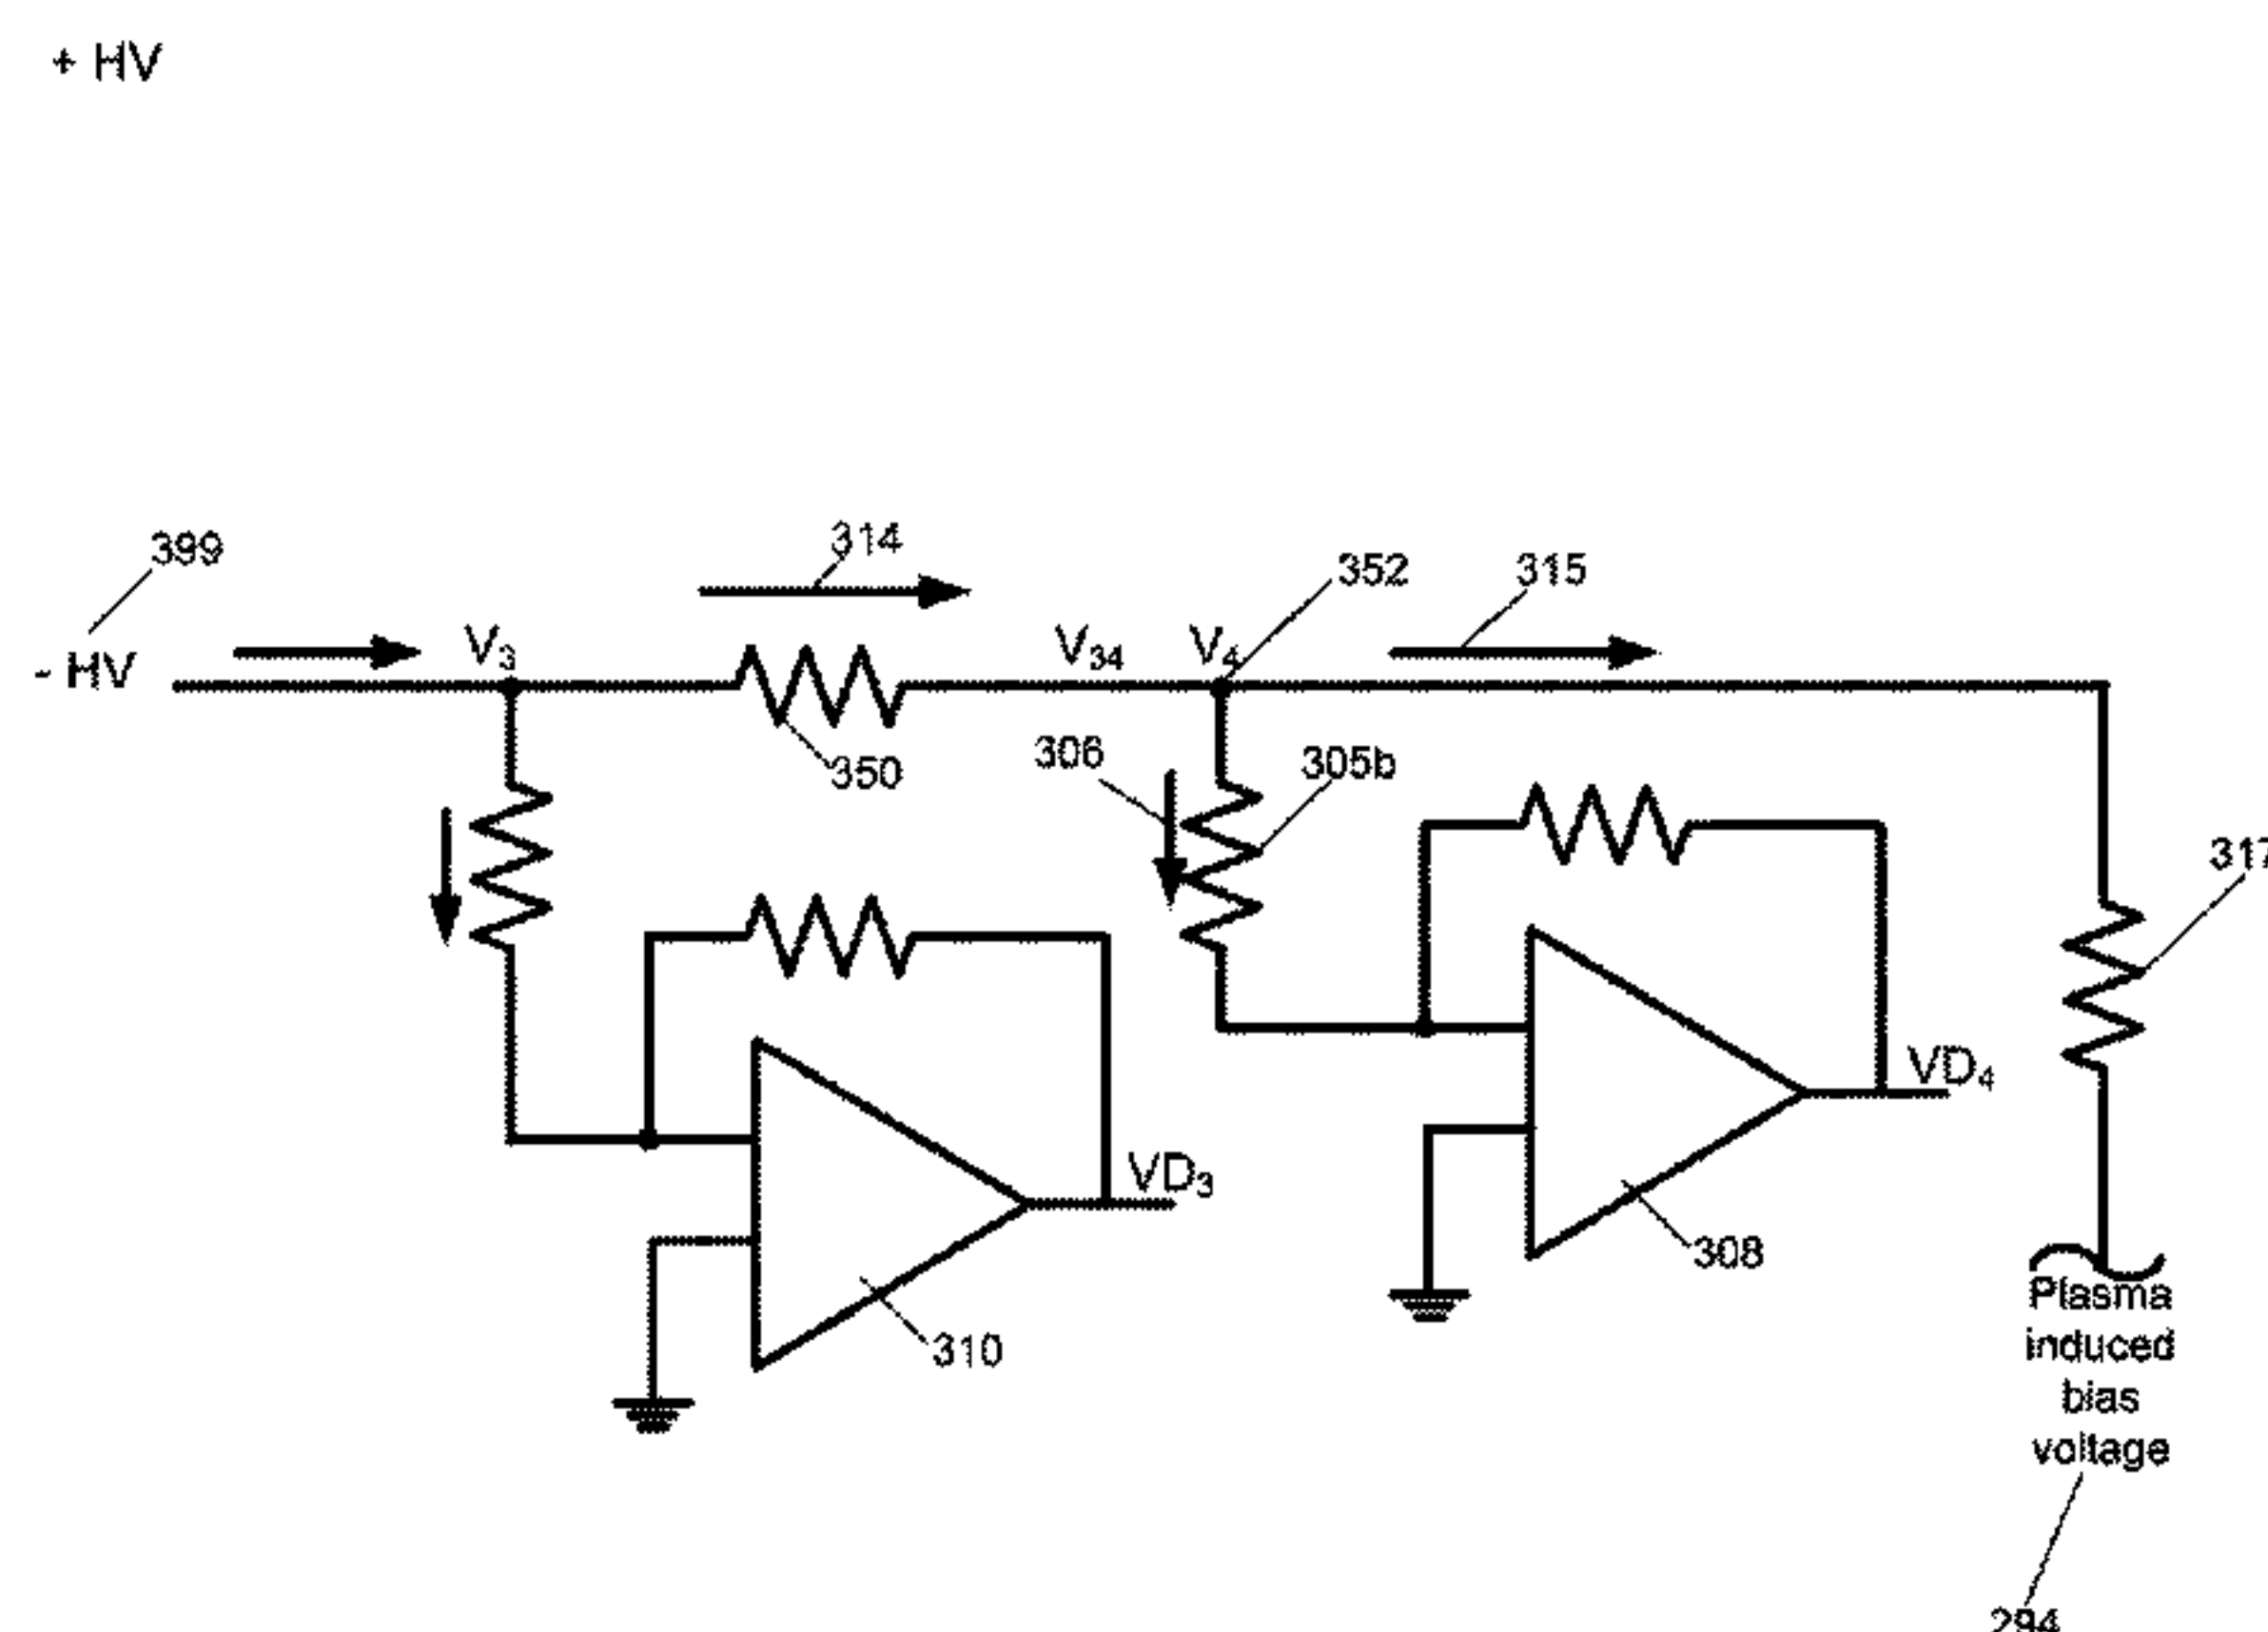 + HV
399
314
352
315
- HV
V3
V34
V4
350
306
305b
317
VD4
VD3
308
310
Plasma
induced
bias
voltage
294